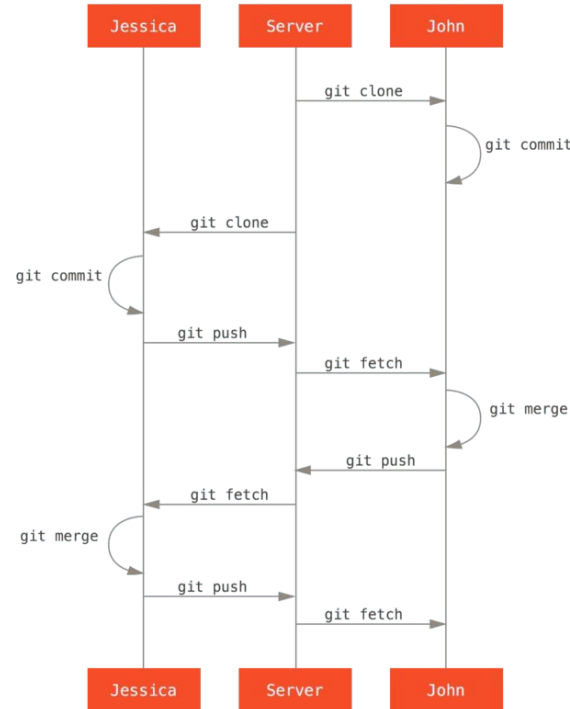 Jessica Server John
git clone
git commit
git clone
git commit
git push
git fetch
git merge
git push
git fetch
git merge
git push
git fetch
Jessica Server John